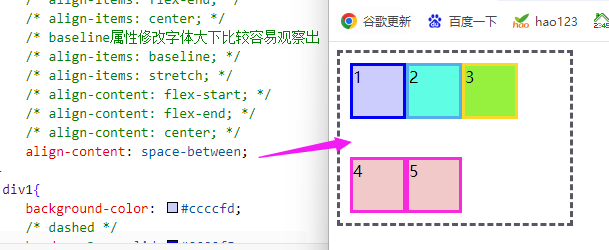 /* align-items: flex-end; */
/* align-items: center; */
/* baseline属性修改字体大下比较容易观察出
/* align-items: baseline; */
/* align-items: stretch; */
/* align-content: flex-start; */
/* align-content: flex-end; */
/* align-content: center; */
align-content: space-between;
div1{
background-color: #ccccfd;
/* dashed */
谷歌更新 百度一下 hao123
1 2 3
4 5